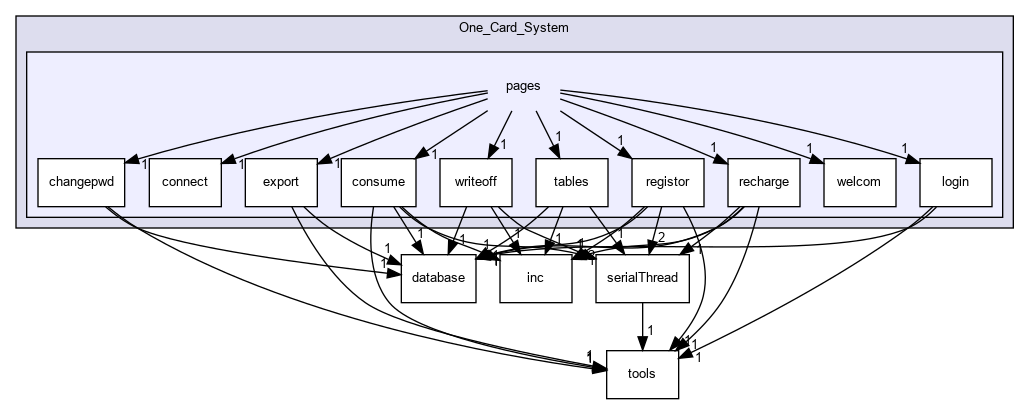 One_Card_System
pages
1 1 1 1 1 1 1 1 1 1
changepwd connect export consume writeoff tables registor recharge welcom login
1 1 1 1 1 1 1 1 1 2 1
database inc serialThread
1
1 1 1 1
tools